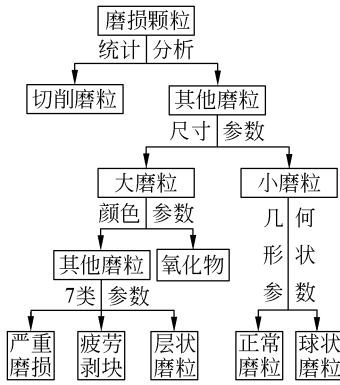 磨损颗粒
统计 分析
切削磨粒 其他磨粒
尺寸 参数
大磨粒 小磨粒
颜色 参数 几何
其他磨粒 氧化物 形状
7类 参数 参数
严重磨损 疲劳剥块 层状磨粒 正常磨粒 球状磨粒